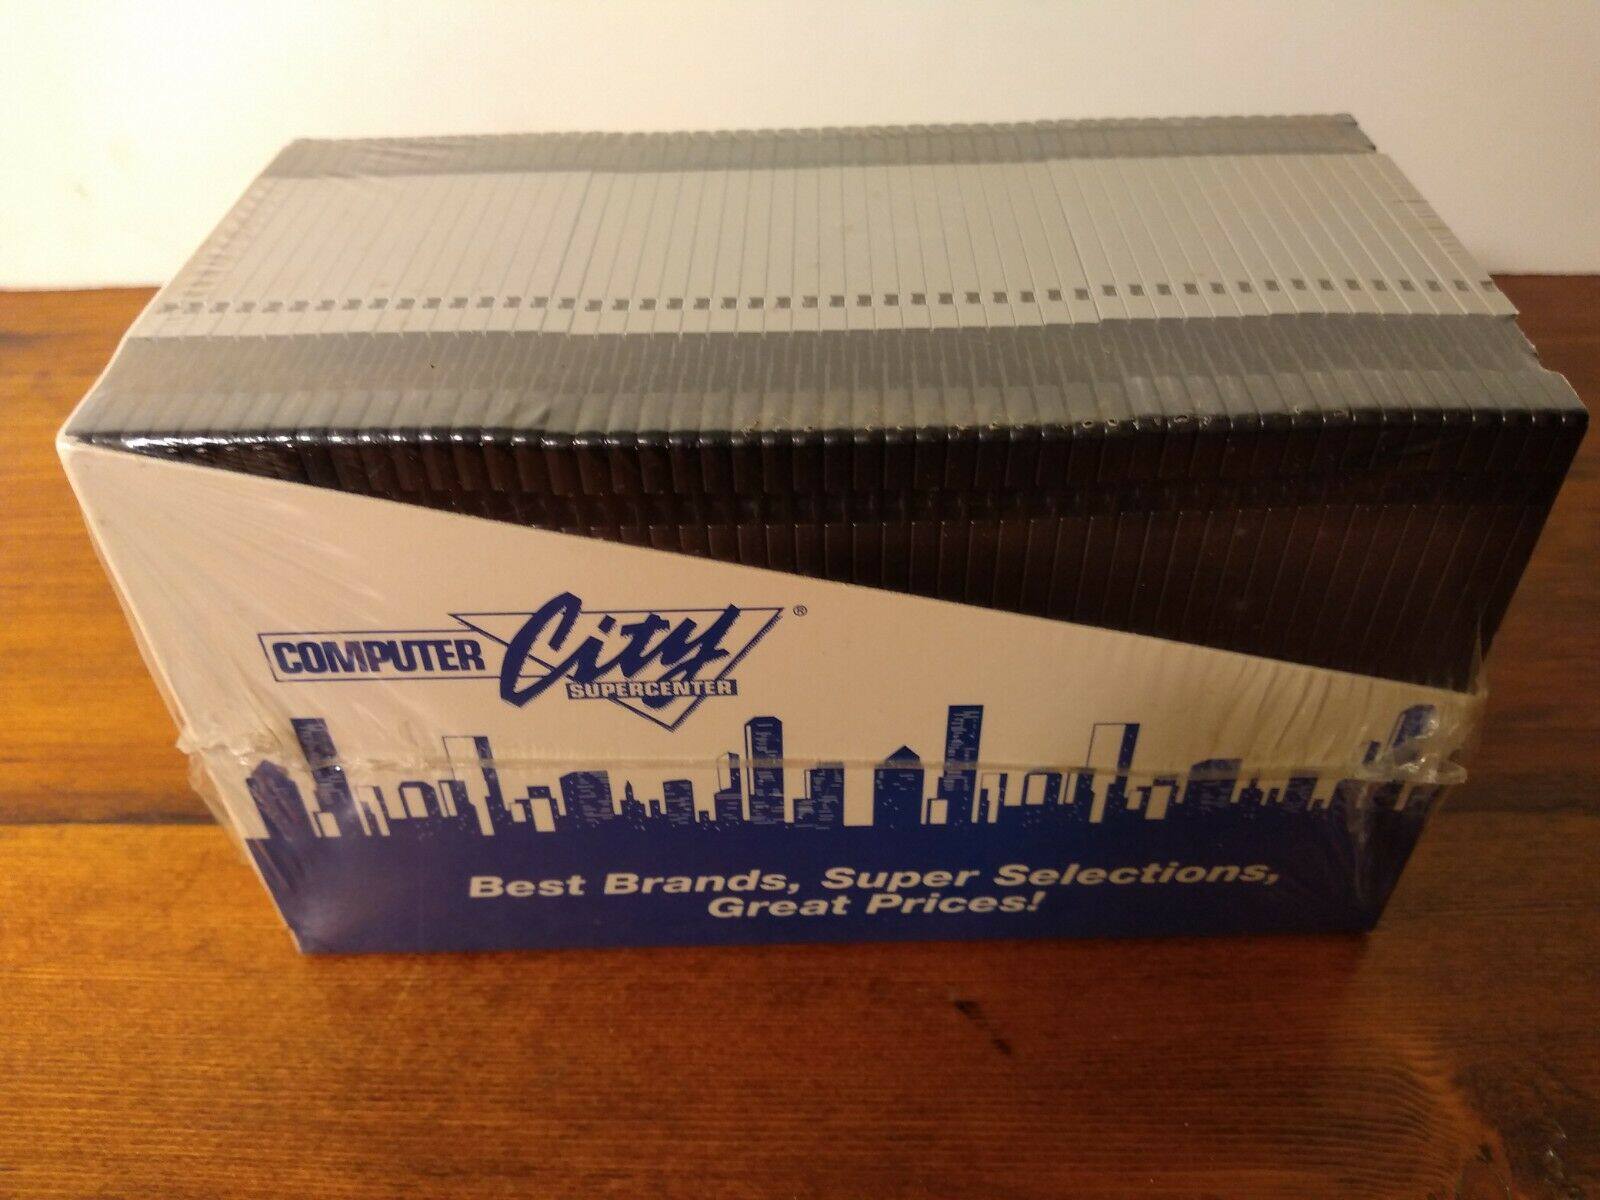 COMPUTER City ®
SUPERCENTER
Best Brands, Super Selections,
Great Prices!